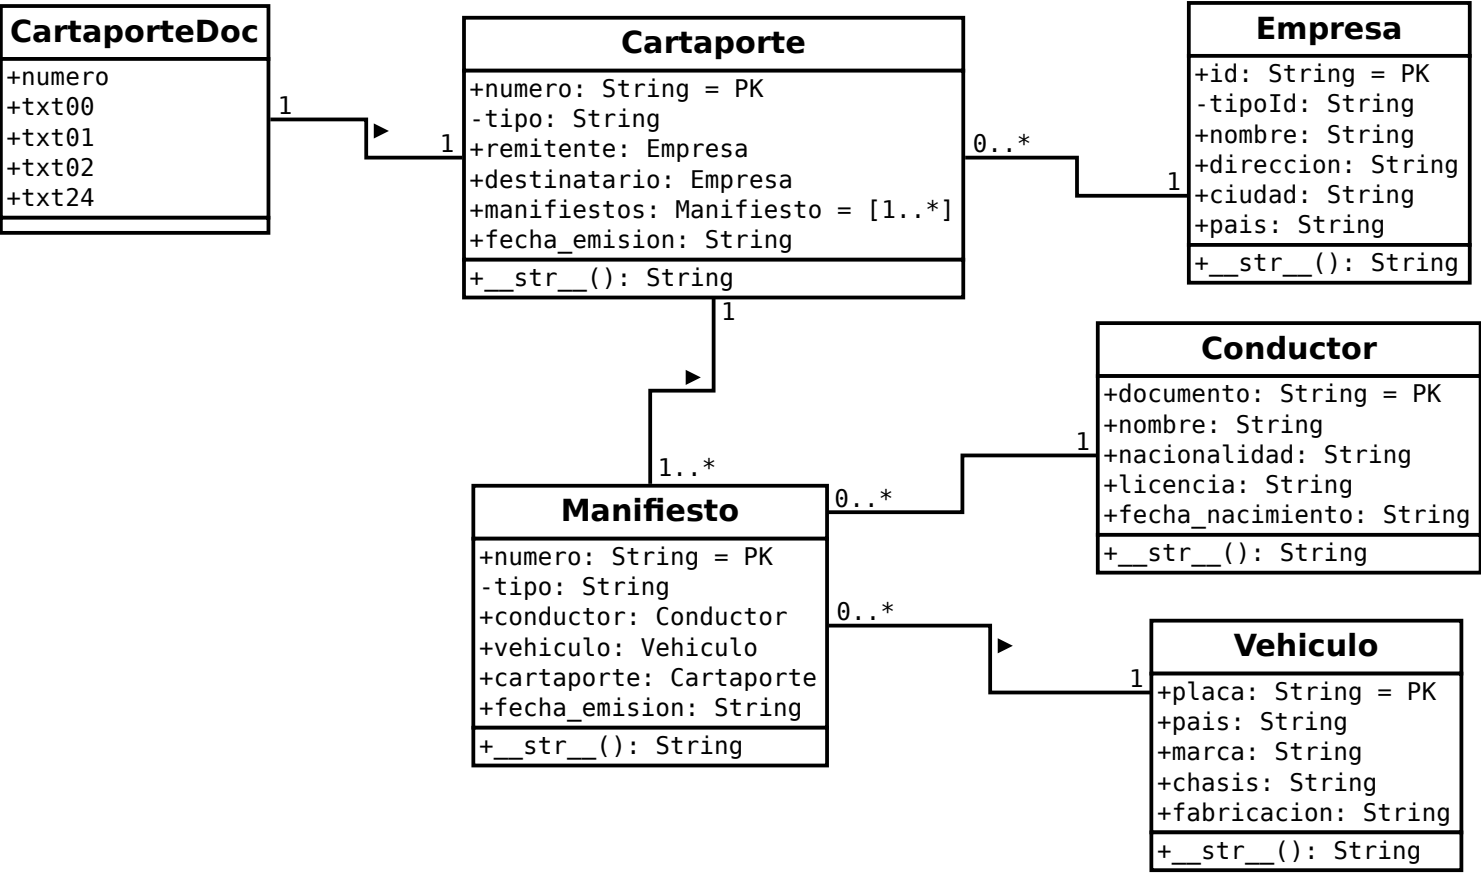 CartaporteDoc
+numero
+txt00
+txt01
+txt02
+txt24
1
1
Cartaporte
+numero: String = PK
-tipo: String
+remitente: Empresa
+destinatario: Empresa
+manifiestos: Manifiesto = [1..*]
+fecha_emision: String
+__str__(): String
0..*
1
Empresa
+id: String = PK
-tipoId: String
+nombre: String
+direccion: String
+ciudad: String
+pais: String
+__str__(): String
1
1..*
Manifiesto
+numero: String = PK
-tipo: String
+conductor: Conductor
+vehiculo: Vehiculo
+cartaporte: Cartaporte
+fecha_emision: String
+__str__(): String
0..*
1
Conductor
+documento: String = PK
+nombre: String
+nacionalidad: String
+licencia: String
+fecha_nacimiento: String
+__str__(): String
0..*
1
Vehiculo
+placa: String = PK
+pais: String
+marca: String
+chasis: String
+fabricacion: String
+__str__(): String